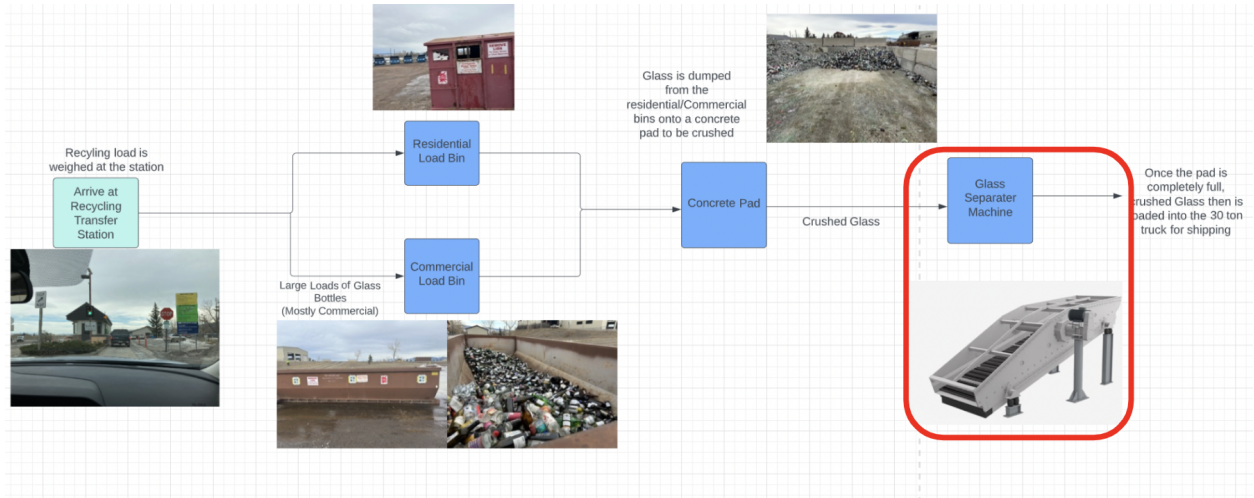 Recyling load is
weighed at the station
Arrive at
Recycling
Transfer
Station
Residential
Load Bin
Commercial
Load Bin
Large Loads of Glass
Bottles
(Mostly Commercial)
Glass is dumped
from the
residential/Commercial
bins onto a concrete
pad to be crushed
Concrete Pad
Crushed Glass
Glass
Separater
Machine
Once the pad is
completely full,
crushed Glass then is
loaded into the 30 ton
truck for shipping
STOP